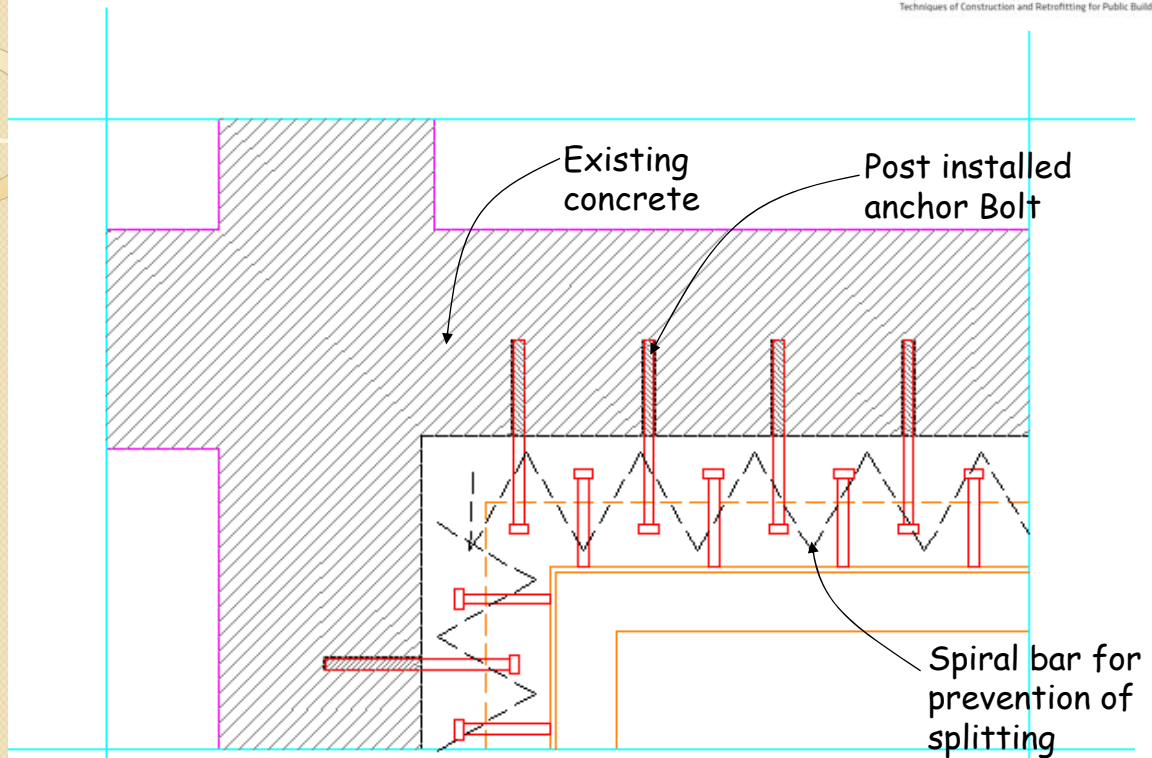 Techniques of Construction and Retrofitting for Public Build
Existing
concrete
Post installed
anchor Bolt
Spiral bar for
prevention of
splitting